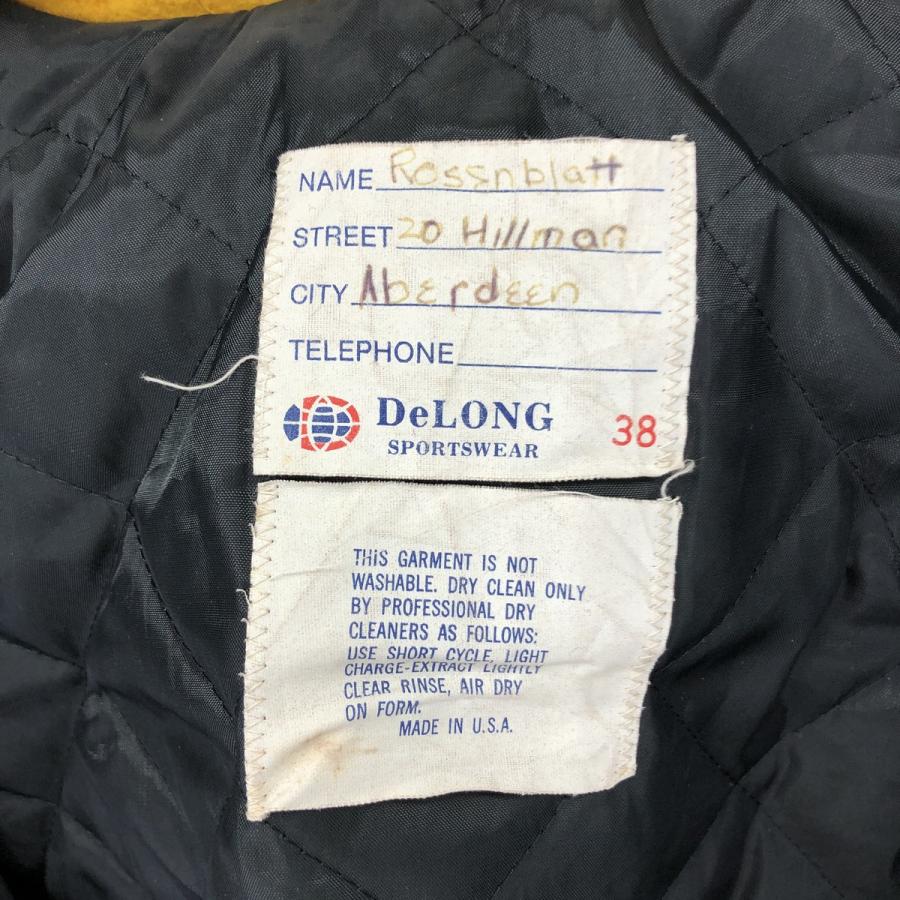 NAME Rosenblatt
STREET 20 Hillman
CITY Aberdeen
TELEPHONE
DeLONG 38
SPORTSWEAR
THIS GARMENT IS NOT
WASHABLE. DRY CLEAN ONLY
BY PROFESSIONAL DRY
CLEANERS AS FOLLOWS:
USE SHORT CYCLE, LIGHT
CHARGE-EXTRACT LIGHTLY
CLEAR RINSE, AIR DRY
ON FORM.
MADE IN U.S.A.